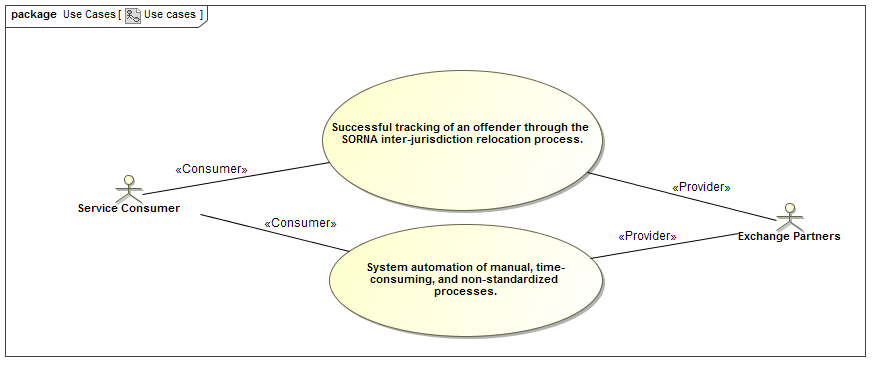 package Use Cases [ Use cases ]
Successful tracking of an offender through the
SORNA inter-jurisdiction relocation process.
«Consumer»
«Provider»
Service Consumer
«Consumer»
«Provider»
Exchange Partners
System automation of manual, time-
consuming, and non-standardized
processes.